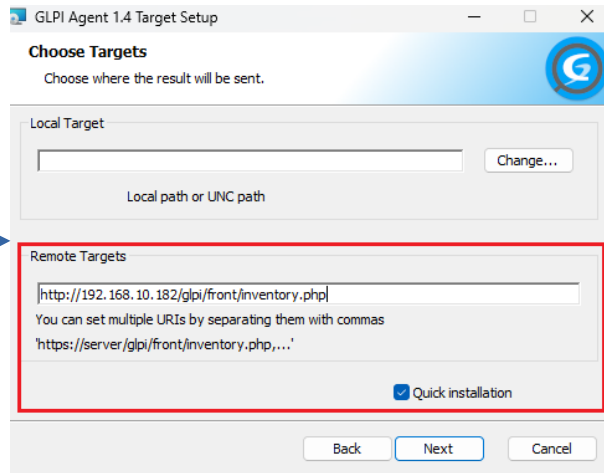 GLPI Agent 1.4 Target Setup
Choose Targets
Choose where the result will be sent.
Local Target
Change...
Local path or UNC path
Remote Targets
http://192.168.10.182/glpi/front/inventory.php
You can set multiple URIs by separating them with commas
'https://server/glpi/front/inventory.php,...'
Quick installation
Back Next Cancel